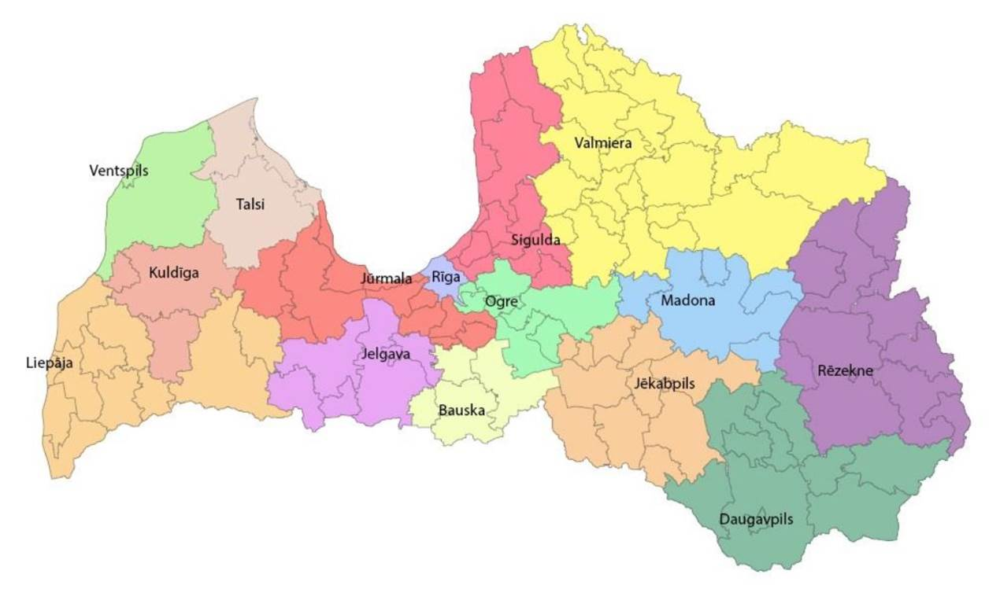 Valmiera
Ventspils
Talsi
Sigulda
Kuldīga
Jūrmala
Rīga
Ogre
Madona
Liepāja
Jelgava
Rēzekne
Jēkabpils
Bauska
Daugavpils